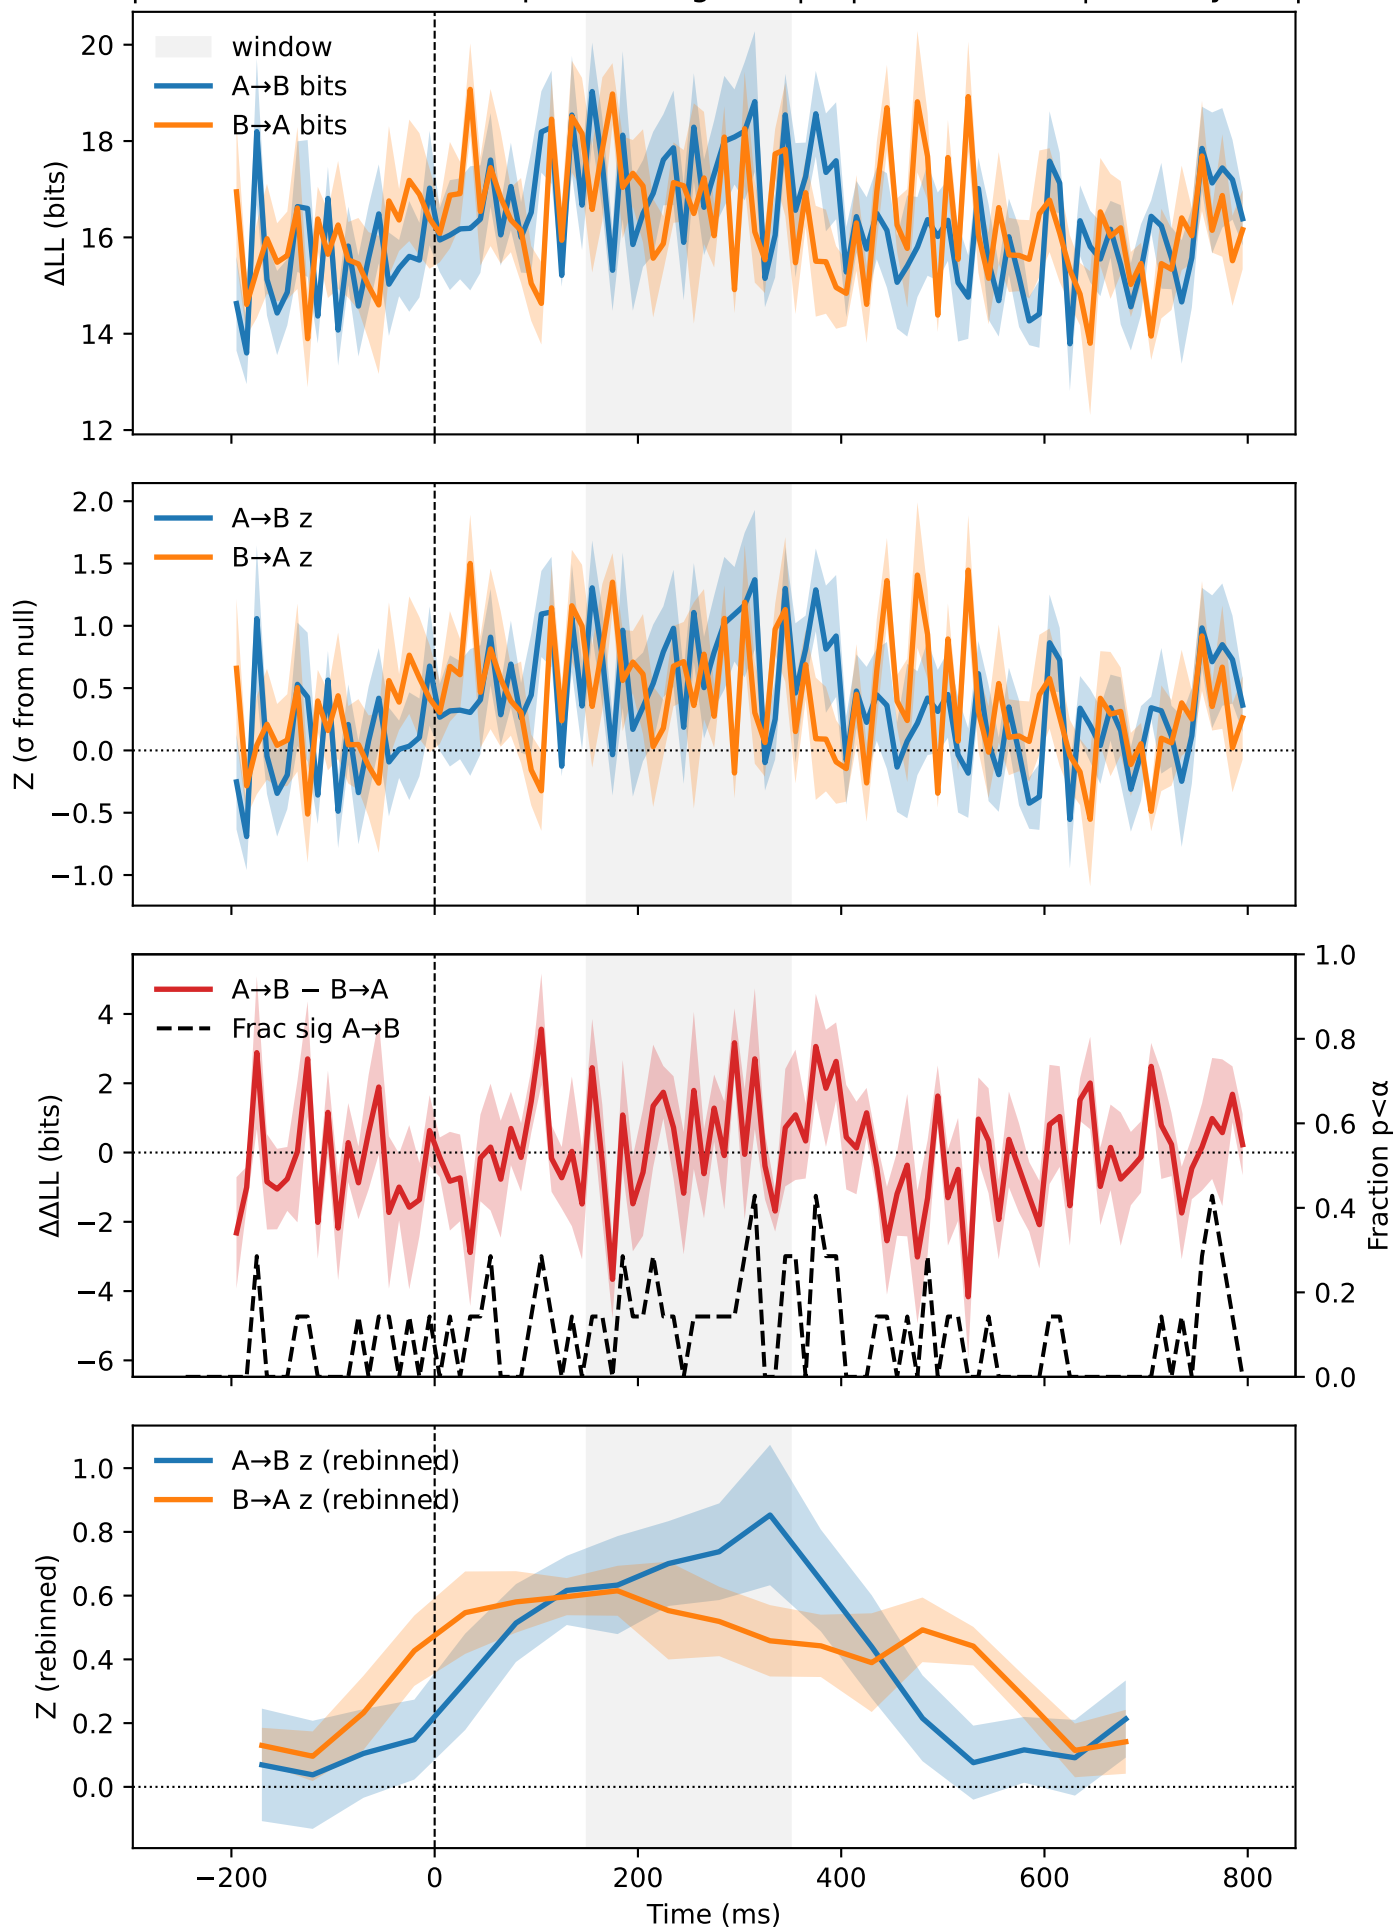 20
18
16
14
12
ΔLL (bits)
window
A→B bits
B→A bits
2.0
1.5
1.0
0.5
0.0
−0.5
−1.0
Z (σ from null)
A→B z
B→A z
4
2
0
−2
−4
−6
ΔΔLL (bits)
A→B − B→A
Frac sig A→B
1.0
0.8
0.6
0.4
0.2
0.0
Fraction p<α
1.0
0.8
0.6
0.4
0.2
0.0
Z (rebinned)
A→B z (rebinned)
B→A z (rebinned)
−200
0
200
400
600
800
Time (ms)